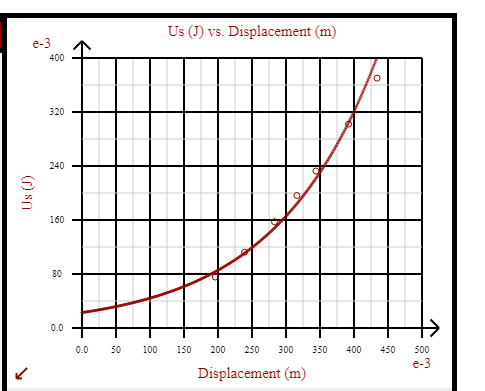 Us (J) vs. Displacement (m)
e-3
400
320
240
160
80
0.0
Us (J)
0.0 50 100 150 200 250 300 350 400 450 500
e-3
Displacement (m)